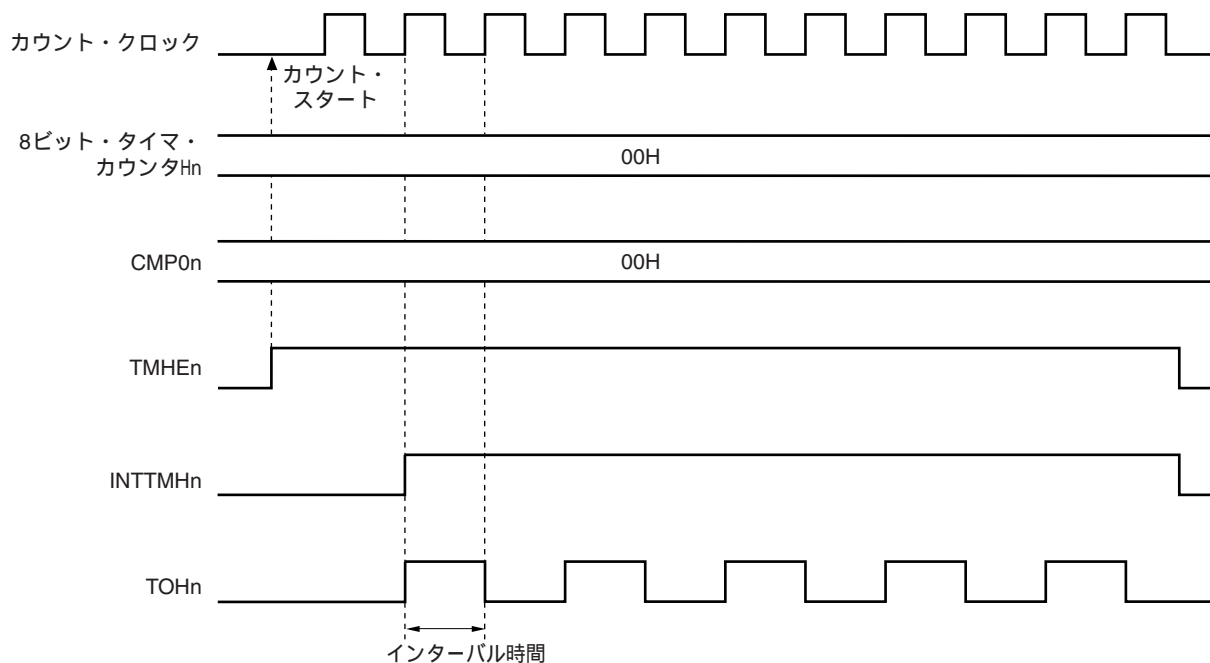 カウント・クロック
カウント・
スタート
8ビット・タイマ・
カウンタHn
00H
CMP0n
00H
TMHEn
INTTMHn
TOHn
インターバル時間